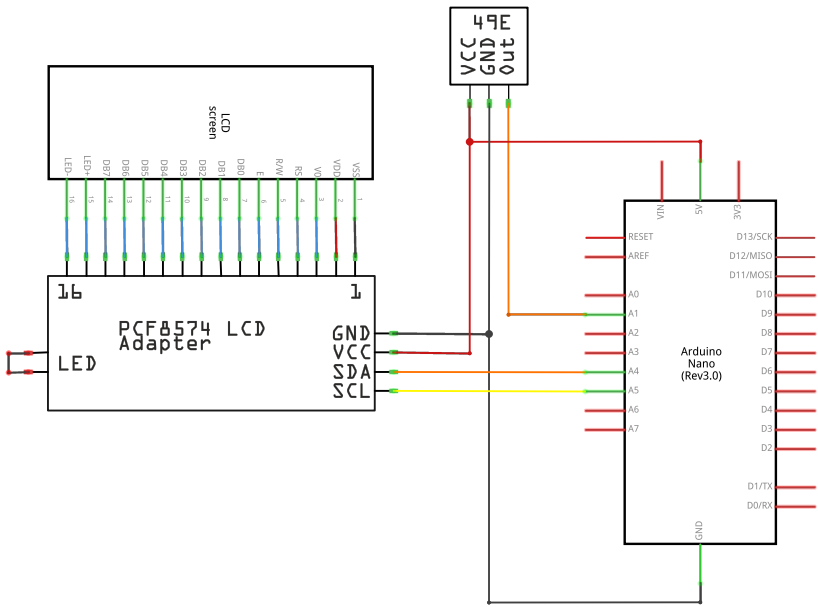 49E
VCC
GND
Out
LCD
screen
LED-
LED+
DB7
DB6
DB5
DB4
DB3
DB2
DB1
DB0
E
R/W
RS
V0
VDD
VSS
16
15
14
13
12
11
10
9
8
7
6
5
4
3
2
1
16
1
PCF8574 LCD
Adapter
LED
GND
VCC
SDA
SCL
VIN
5V
3V3
RESET
AREF
A0
A1
A2
A3
A4
A5
A6
A7
Arduino
Nano
(Rev3.0)
D13/SCK
D12/MISO
D11/MOSI
D10
D9
D8
D7
D6
D5
D4
D3
D2
D1/TX
D0/RX
GND